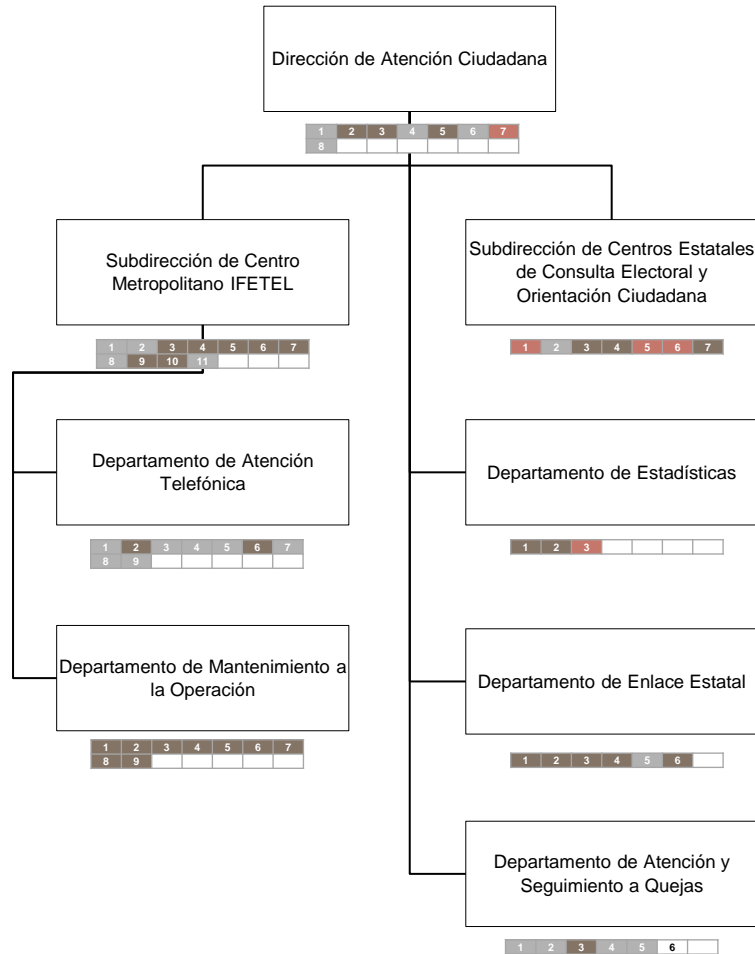 Dirección de Atención Ciudadana
1 2 3 4 5 6 7
8
Subdirección de Centro
Metropolitano IFETEL
1 2 3 4 5 6 7
8 9 10 11
Subdirección de Centros Estatales
de Consulta Electoral y
Orientación Ciudadana
1 2 3 4 5 6 7
Departamento de Atención
Telefónica
1 2 3 4 5 6 7
8 9
Departamento de Estadísticas
1 2 3
Departamento de Mantenimiento a
la Operación
1 2 3 4 5 6 7
8 9
Departamento de Enlace Estatal
1 2 3 4 5 6
Departamento de Atención y
Seguimiento a Quejas
1 2 3 4 5 6